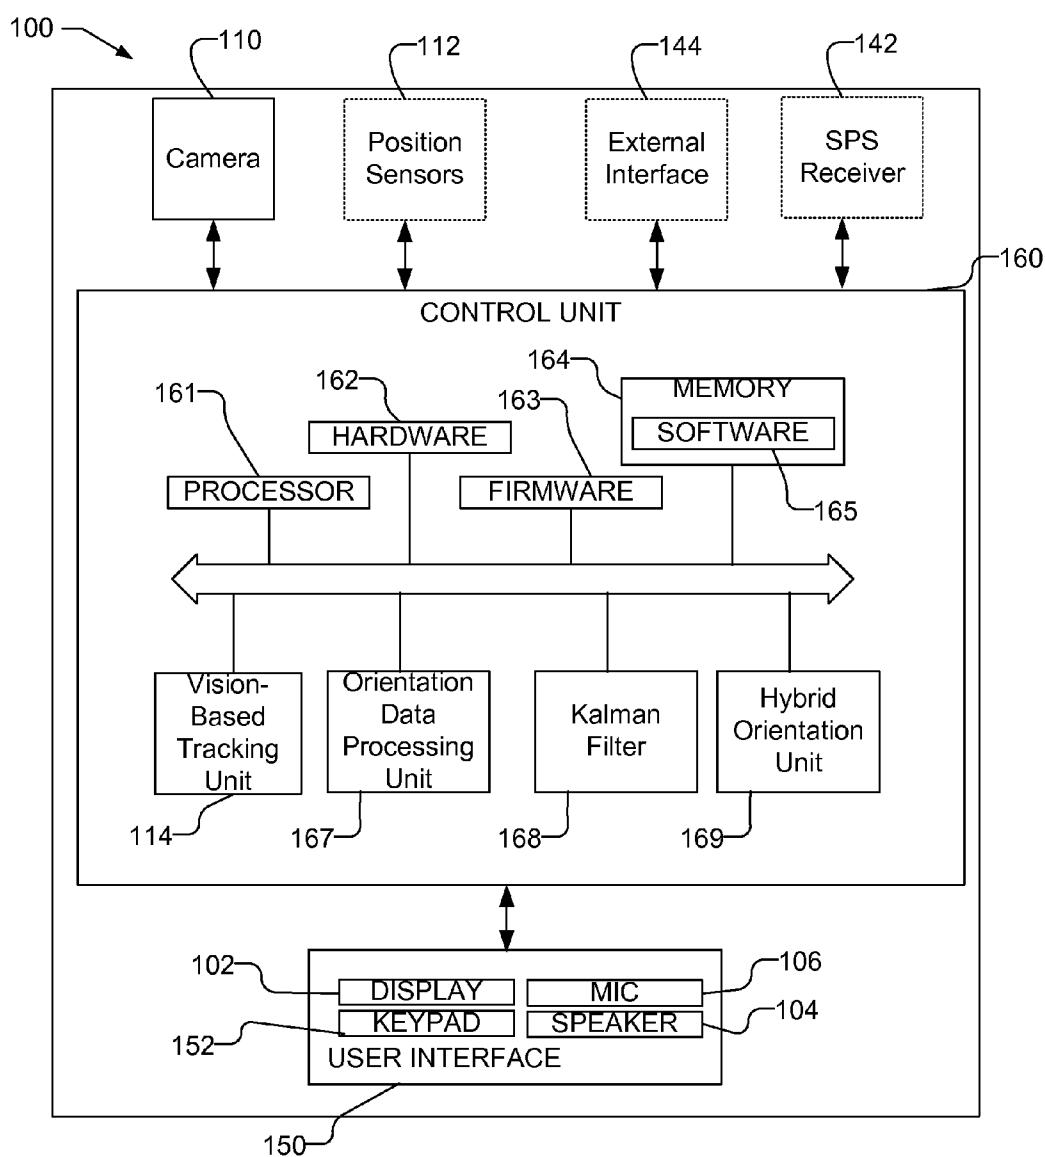 100
110
112
144
142
Camera
Position
Sensors
External
Interface
SPS
Receiver
160
CONTROL UNIT
164
162
161
163
MEMORY
HARDWARE
SOFTWARE
PROCESSOR
FIRMWARE
165
Vision-
Based
Tracking
Unit
Orientation
Data
Processing
Unit
Kalman
Filter
Hybrid
Orientation
Unit
114
167
168
169
102
DISPLAY
MIC
106
152
KEYPAD
SPEAKER
104
USER INTERFACE
150